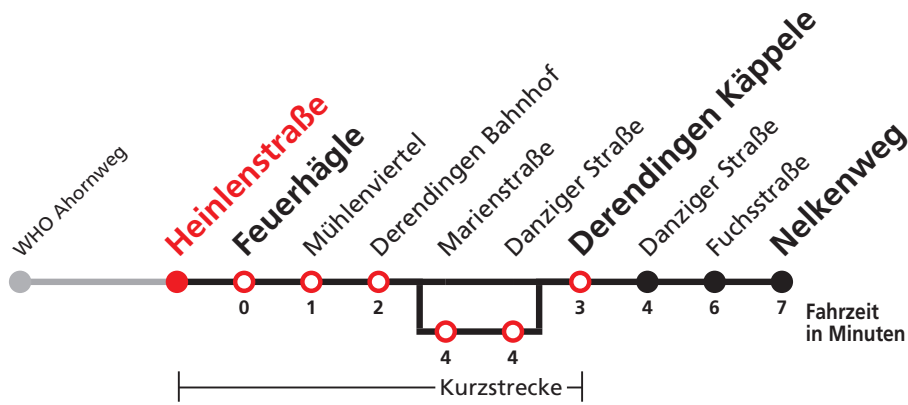 WHO Ahornweg
Heinlenstraße
Feuerhägle
Mühlenviertel
Derendingen Bahnhof
Marienstraße
Danziger Straße
Derendingen Käppele
Danziger Straße
Fuchsstraße
Nelkenweg
0
1
2
3
4
6
7
Fahrzeit
in Minuten
4
4
Kurzstrecke